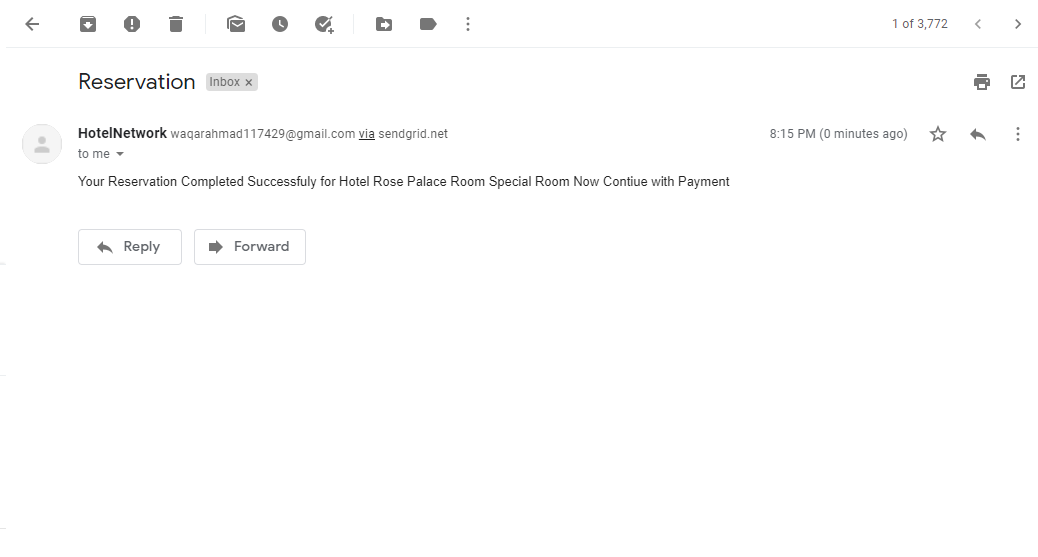 1 of 3,772
Reservation Inbox ×
HotelNetwork waqarahmad117429@gmail.com via sendgrid.net 8:15 PM (0 minutes ago)
to me
Your Reservation Completed Successfuly for Hotel Rose Palace Room Special Room Now Contiue with Payment
Reply Forward